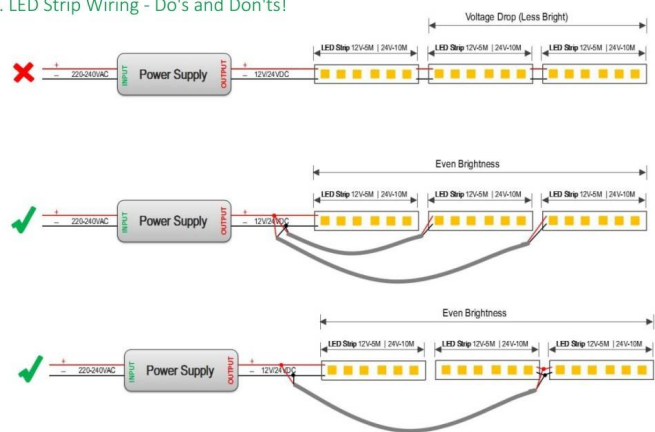 . LED Strip Wiring - Do's and Don'ts!
Voltage Drop (Less Bright)
LED Strip 12V-5M | 24V-10M
LED Strip 12V-5M | 24V-10M
LED Strip 12V-5M | 24V-10M
+
- 220-240VAC
INPUT
Power Supply
OUTPUT
+
- 12V/24VDC
Even Brightness
LED Strip 12V-5M | 24V-10M
LED Strip 12V-5M | 24V-10M
LED Strip 12V-5M | 24V-10M
+
- 220-240VAC
INPUT
Power Supply
OUTPUT
+
- 12V/24VDC
Even Brightness
LED Strip 12V-5M | 24V-10M
LED Strip 12V-5M | 24V-10M
LED Strip 12V-5M | 24V-10M
+
- 220-240VAC
INPUT
Power Supply
OUTPUT
+
- 12V/24VDC